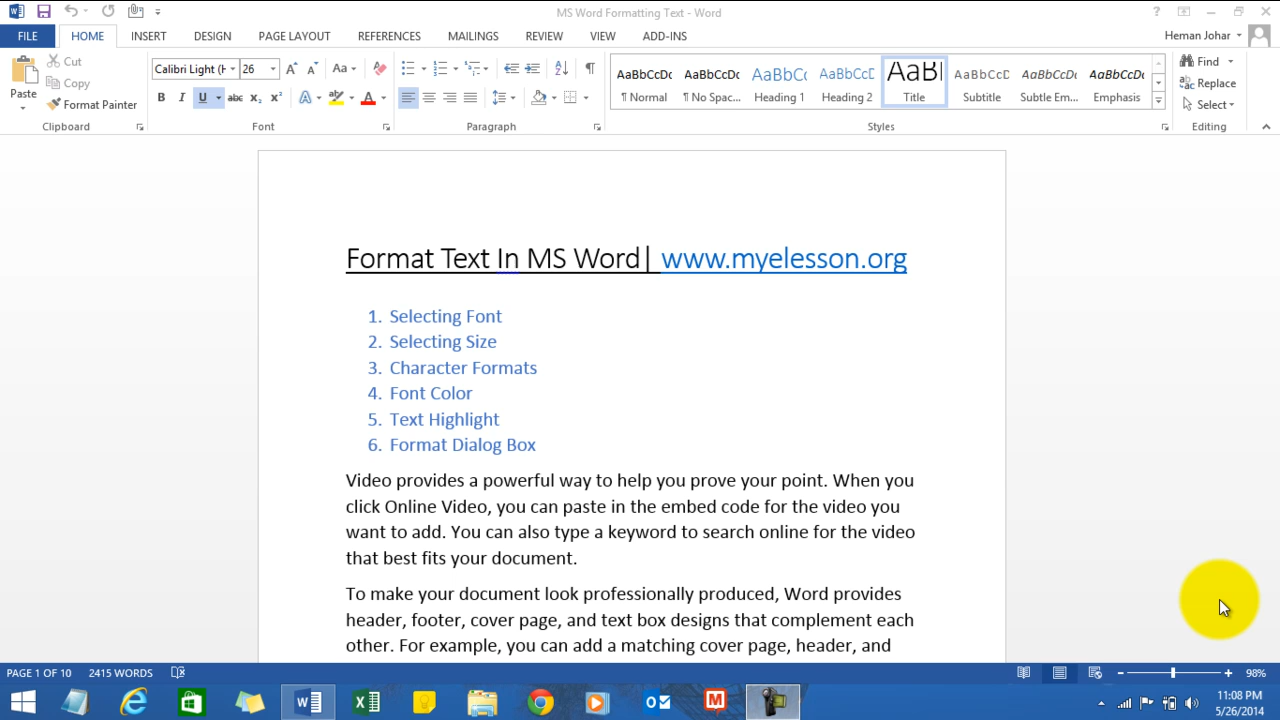 MS Word Formatting Text - Word
FILE HOME INSERT DESIGN PAGE LAYOUT REFERENCES MAILINGS REVIEW VIEW ADD-INS Heman Johar
Paste
Cut
Copy
Format Painter
Clipboard
Calibri Light (H 26
Font
Paragraph
AaBbCcDc AaBbCcDc AaBbCc AaBbCcD AaBl AaBbCcD AaBbCcDc AaBbCcDc
¶ Normal ¶ No Spac... Heading 1 Heading 2 Title Subtitle Subtle Em... Emphasis
Styles
Find
Replace
Select
Editing
Format Text In MS Word| www.myelesson.org
1. Selecting Font
2. Selecting Size
3. Character Formats
4. Font Color
5. Text Highlight
6. Format Dialog Box
Video provides a powerful way to help you prove your point. When you
click Online Video, you can paste in the embed code for the video you
want to add. You can also type a keyword to search online for the video
that best fits your document.
To make your document look professionally produced, Word provides
header, footer, cover page, and text box designs that complement each
other. For example, you can add a matching cover page, header, and
PAGE 1 OF 10 2415 WORDS 98%
11:08 PM
5/26/2014